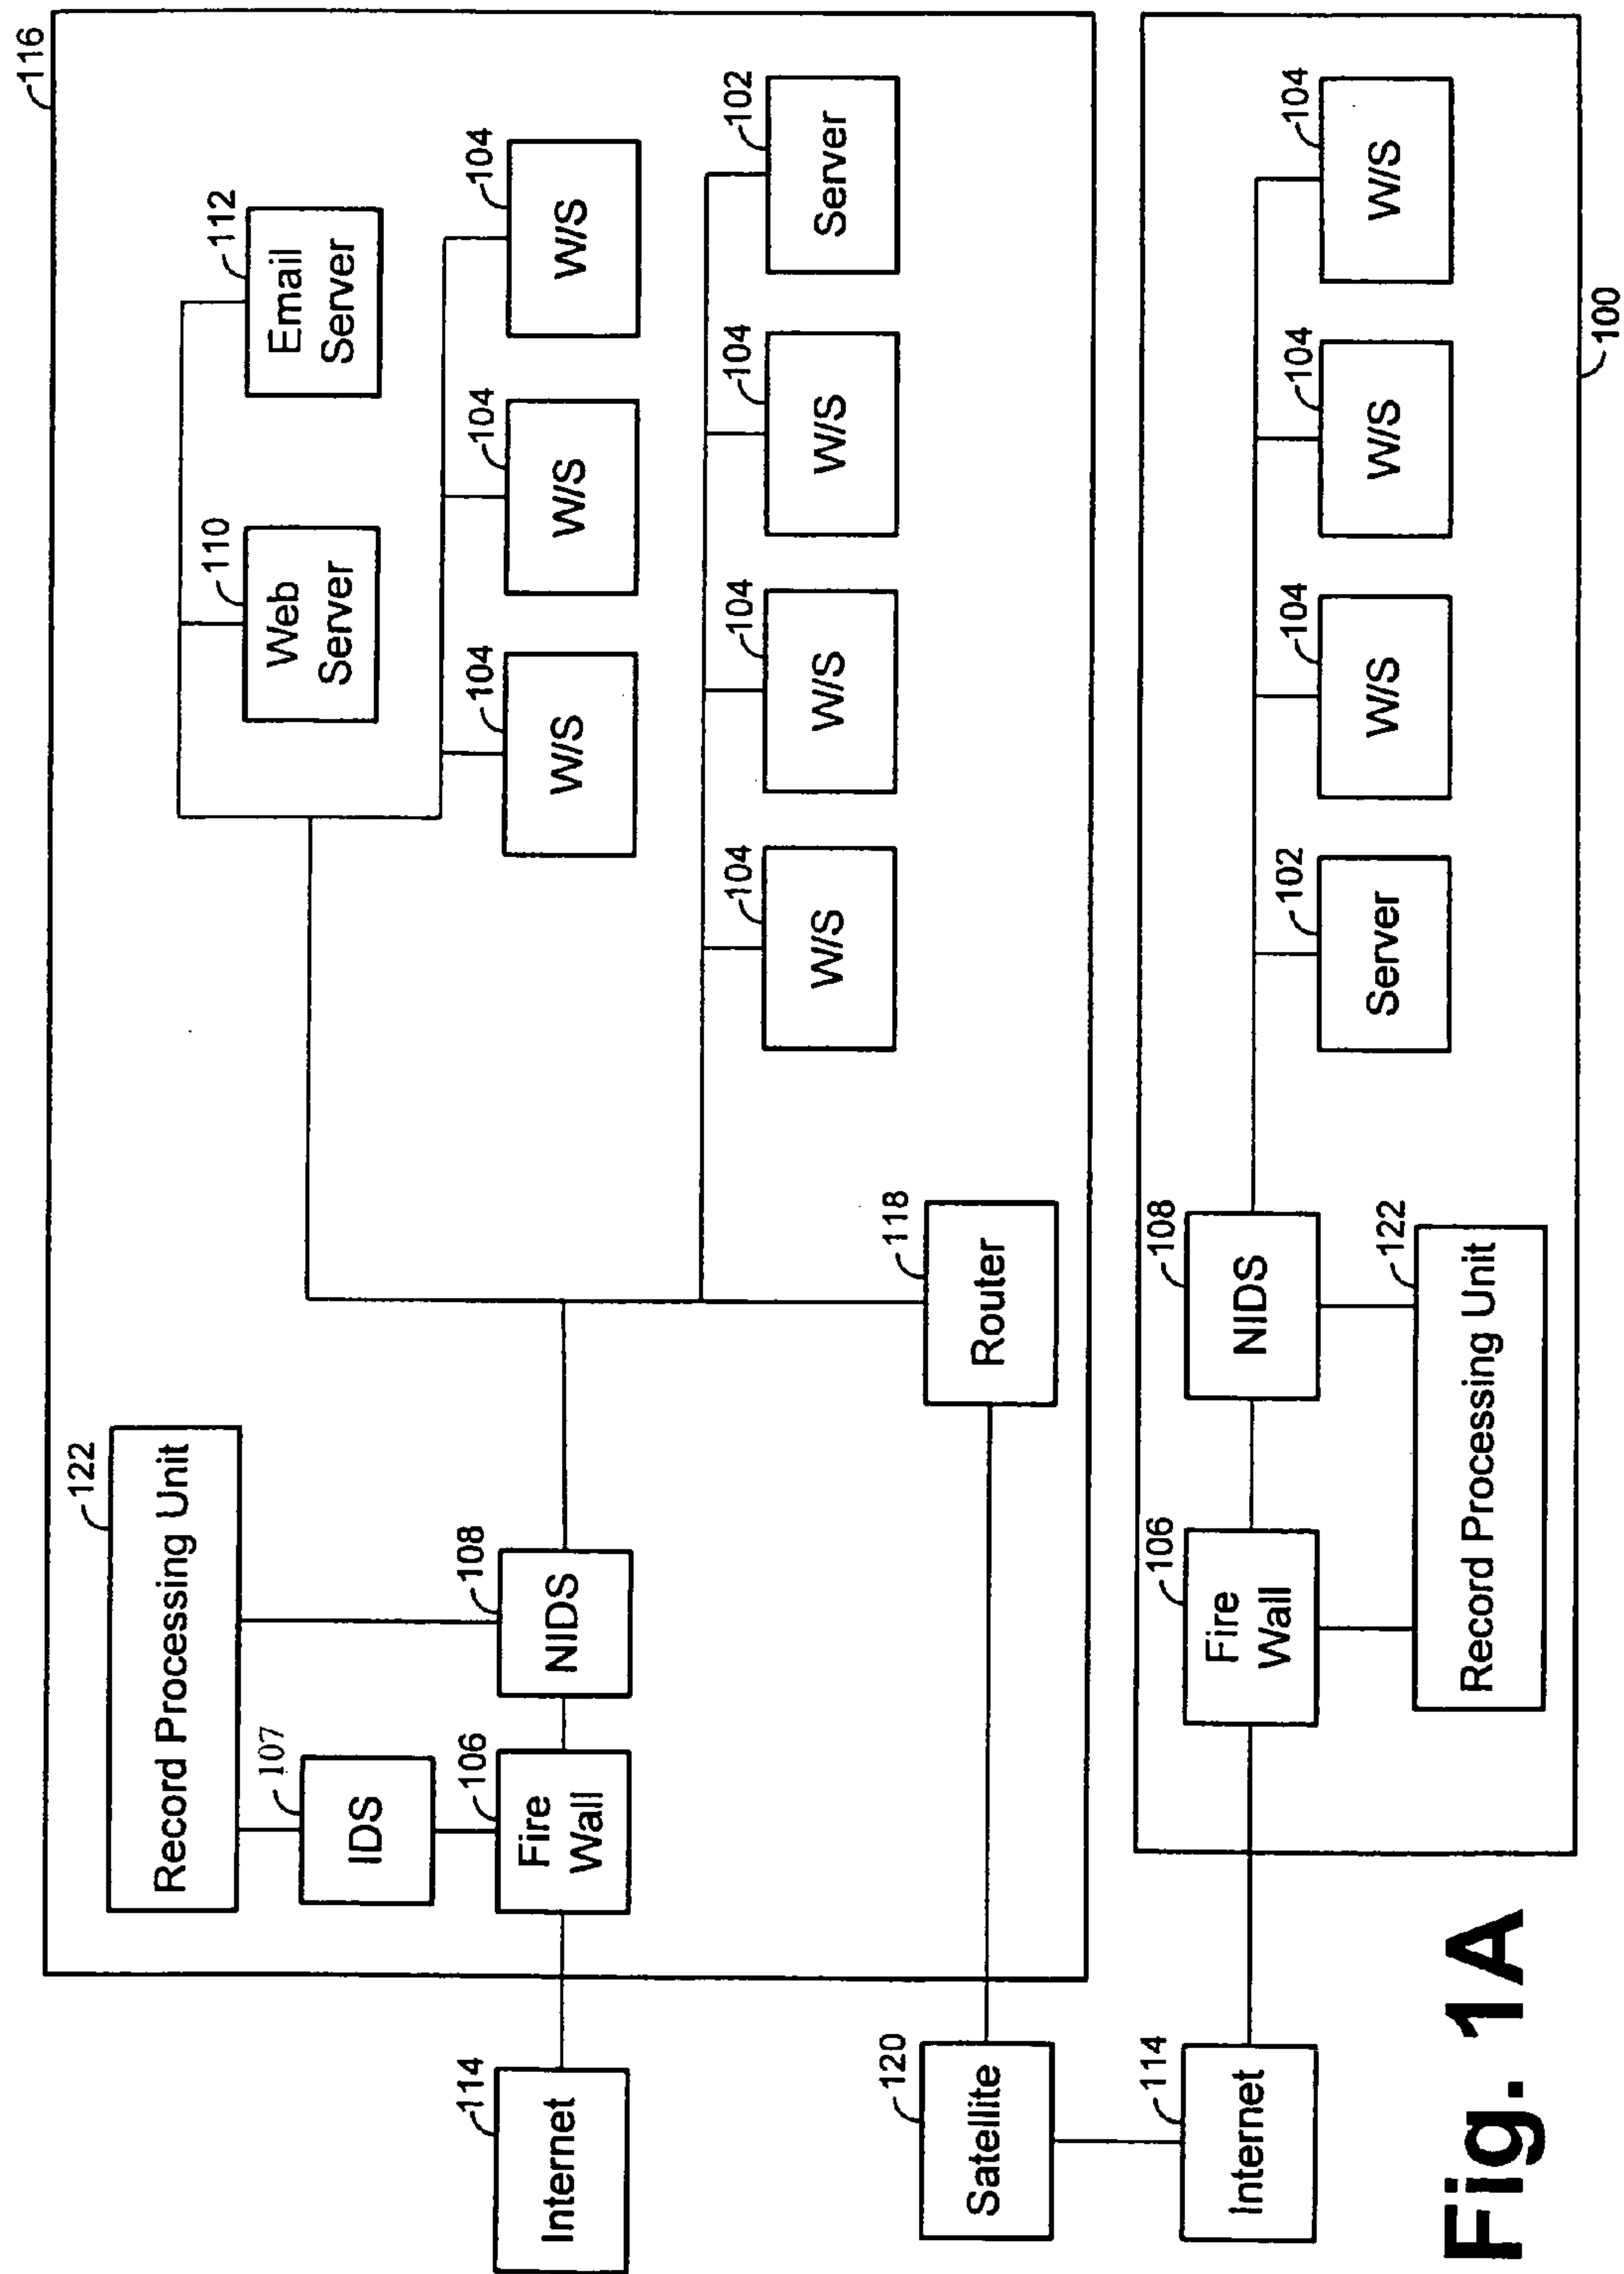 116
122
Record Processing Unit
107
IDS
106
Fire
Wall
108
NIDS
114
Internet
110
Web
Server
112
Email
Server
104
W/S
104
W/S
104
W/S
104
W/S
104
W/S
104
W/S
102
Server
118
Router
120
Satellite
114
Internet
106
Fire
Wall
108
NIDS
122
Record Processing Unit
102
Server
104
W/S
104
W/S
104
W/S
100
Fig. 1A